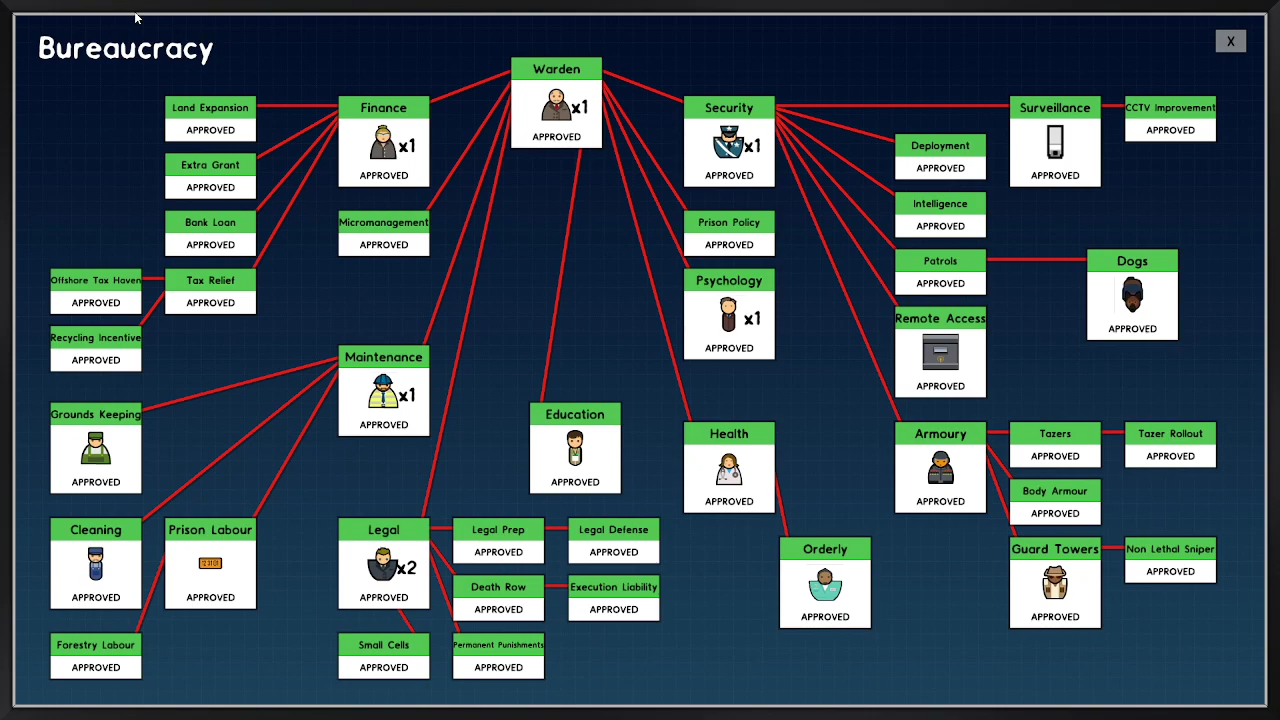 Bureaucracy
X
Warden
x1
APPROVED
Land Expansion
APPROVED
Finance
x1
APPROVED
Security
x1
APPROVED
Surveillance
APPROVED
CCTV Improvement
APPROVED
Extra Grant
APPROVED
Deployment
APPROVED
Bank Loan
APPROVED
Micromanagement
APPROVED
Prison Policy
APPROVED
Intelligence
APPROVED
Offshore Tax Haven
APPROVED
Tax Relief
APPROVED
Psychology
x1
APPROVED
Patrols
APPROVED
Dogs
APPROVED
Recycling Incentive
APPROVED
Remote Access
APPROVED
Maintenance
x1
APPROVED
Grounds Keeping
APPROVED
Education
APPROVED
Health
APPROVED
Armoury
APPROVED
Tazers
APPROVED
Tazer Rollout
APPROVED
Body Armour
APPROVED
Cleaning
APPROVED
Prison Labour
12 3101
APPROVED
Legal
x2
APPROVED
Legal Prep
APPROVED
Legal Defense
APPROVED
Orderly
APPROVED
Guard Towers
APPROVED
Non Lethal Sniper
APPROVED
Death Row
APPROVED
Execution Liability
APPROVED
Forestry Labour
APPROVED
Small Cells
APPROVED
Permanent Punishments
APPROVED